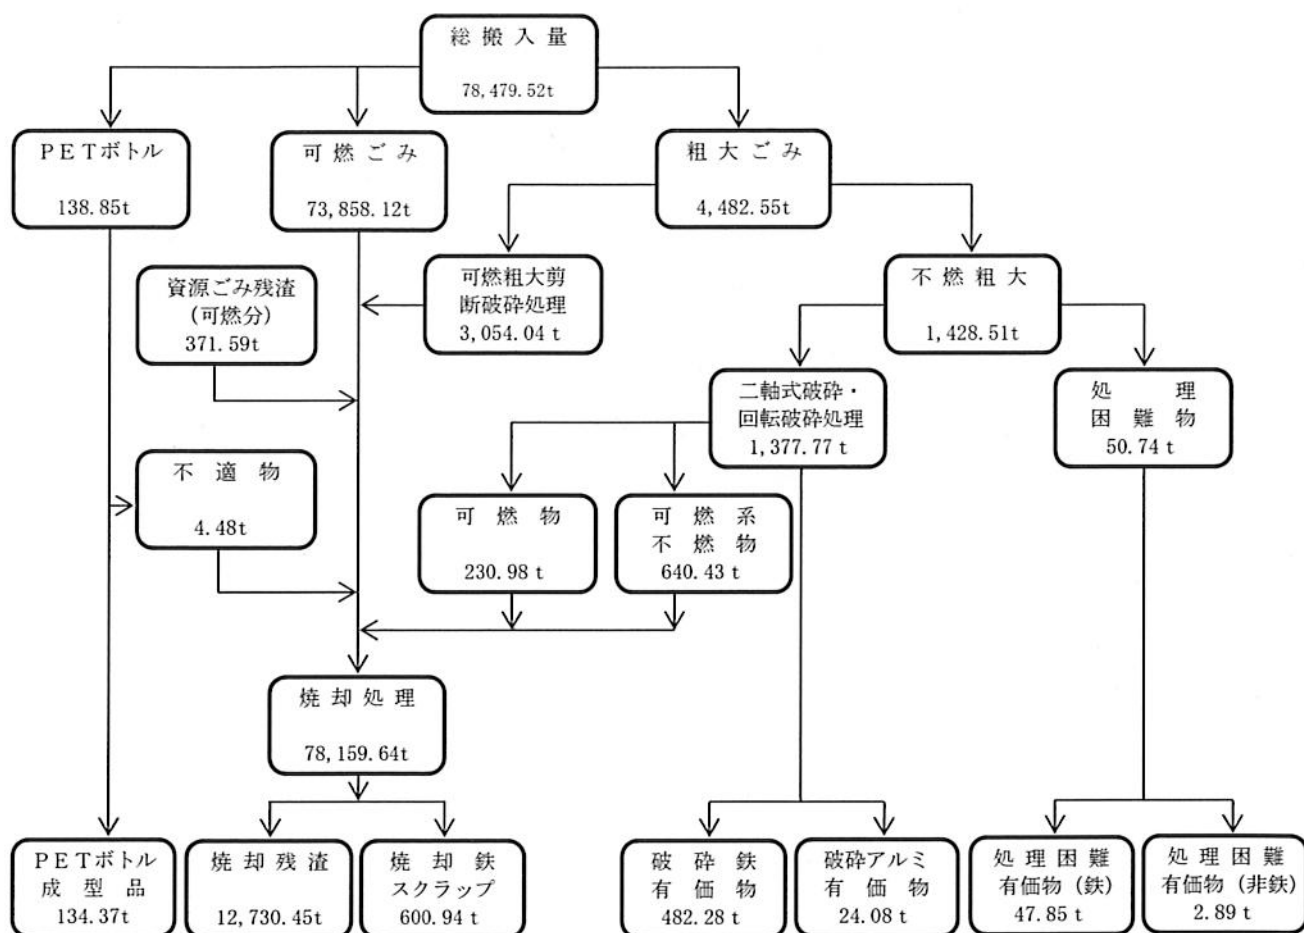 総搬入量
78,479.52t
PETボトル
138.85t
可燃ごみ
73,858.12t
粗大ごみ
4,482.55t
資源ごみ残渣
(可燃分)
371.59t
可燃粗大剪
断破砕処理
3,054.04 t
不燃粗大
1,428.51t
二軸式破砕・
回転破砕処理
1,377.77 t
処理
困難物
50.74 t
不適物
4.48t
可燃物
230.98 t
可燃系
不燃物
640.43 t
焼却処理
78,159.64t
PETボトル
成型品
134.37t
焼却残渣
12,730.45t
焼却鉄
スクラップ
600.94 t
破砕鉄
有価物
482.28 t
破砕アルミ
有価物
24.08 t
処理困難
有価物(鉄)
47.85 t
処理困難
有価物(非鉄)
2.89 t